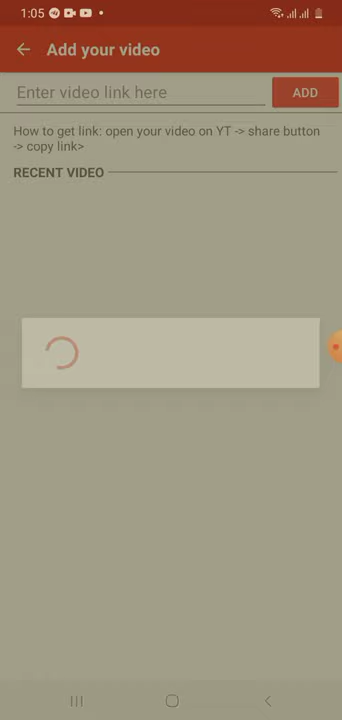 1:05
Add your video
Enter video link here
ADD
How to get link: open your video on YT -> share button
-> copy link>
RECENT VIDEO